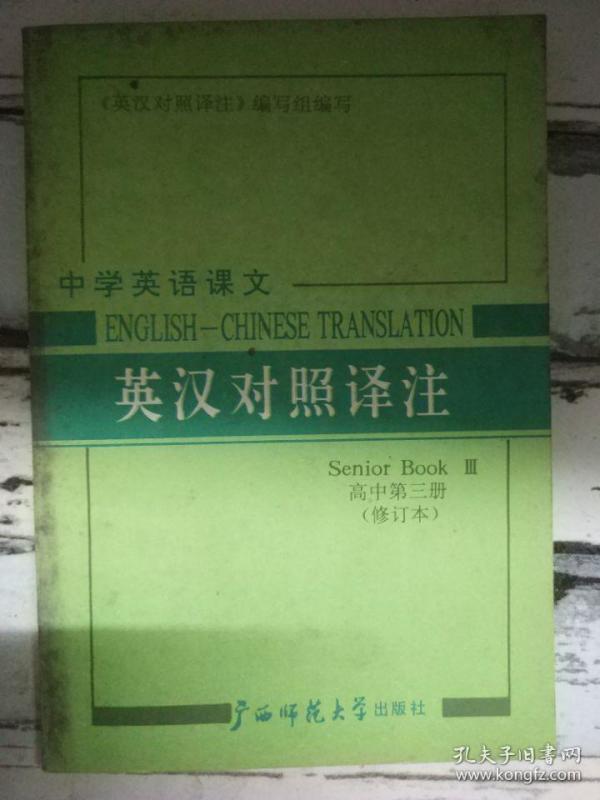 《英汉对照译注》编写组编写
中学英语课文
ENGLISH—CHINESE TRANSLATION
英汉对照译注
Senior Book Ⅲ
高中第三册
（修订本）
广西师范大学出版社
孔夫子旧书网
www.kongfz.com